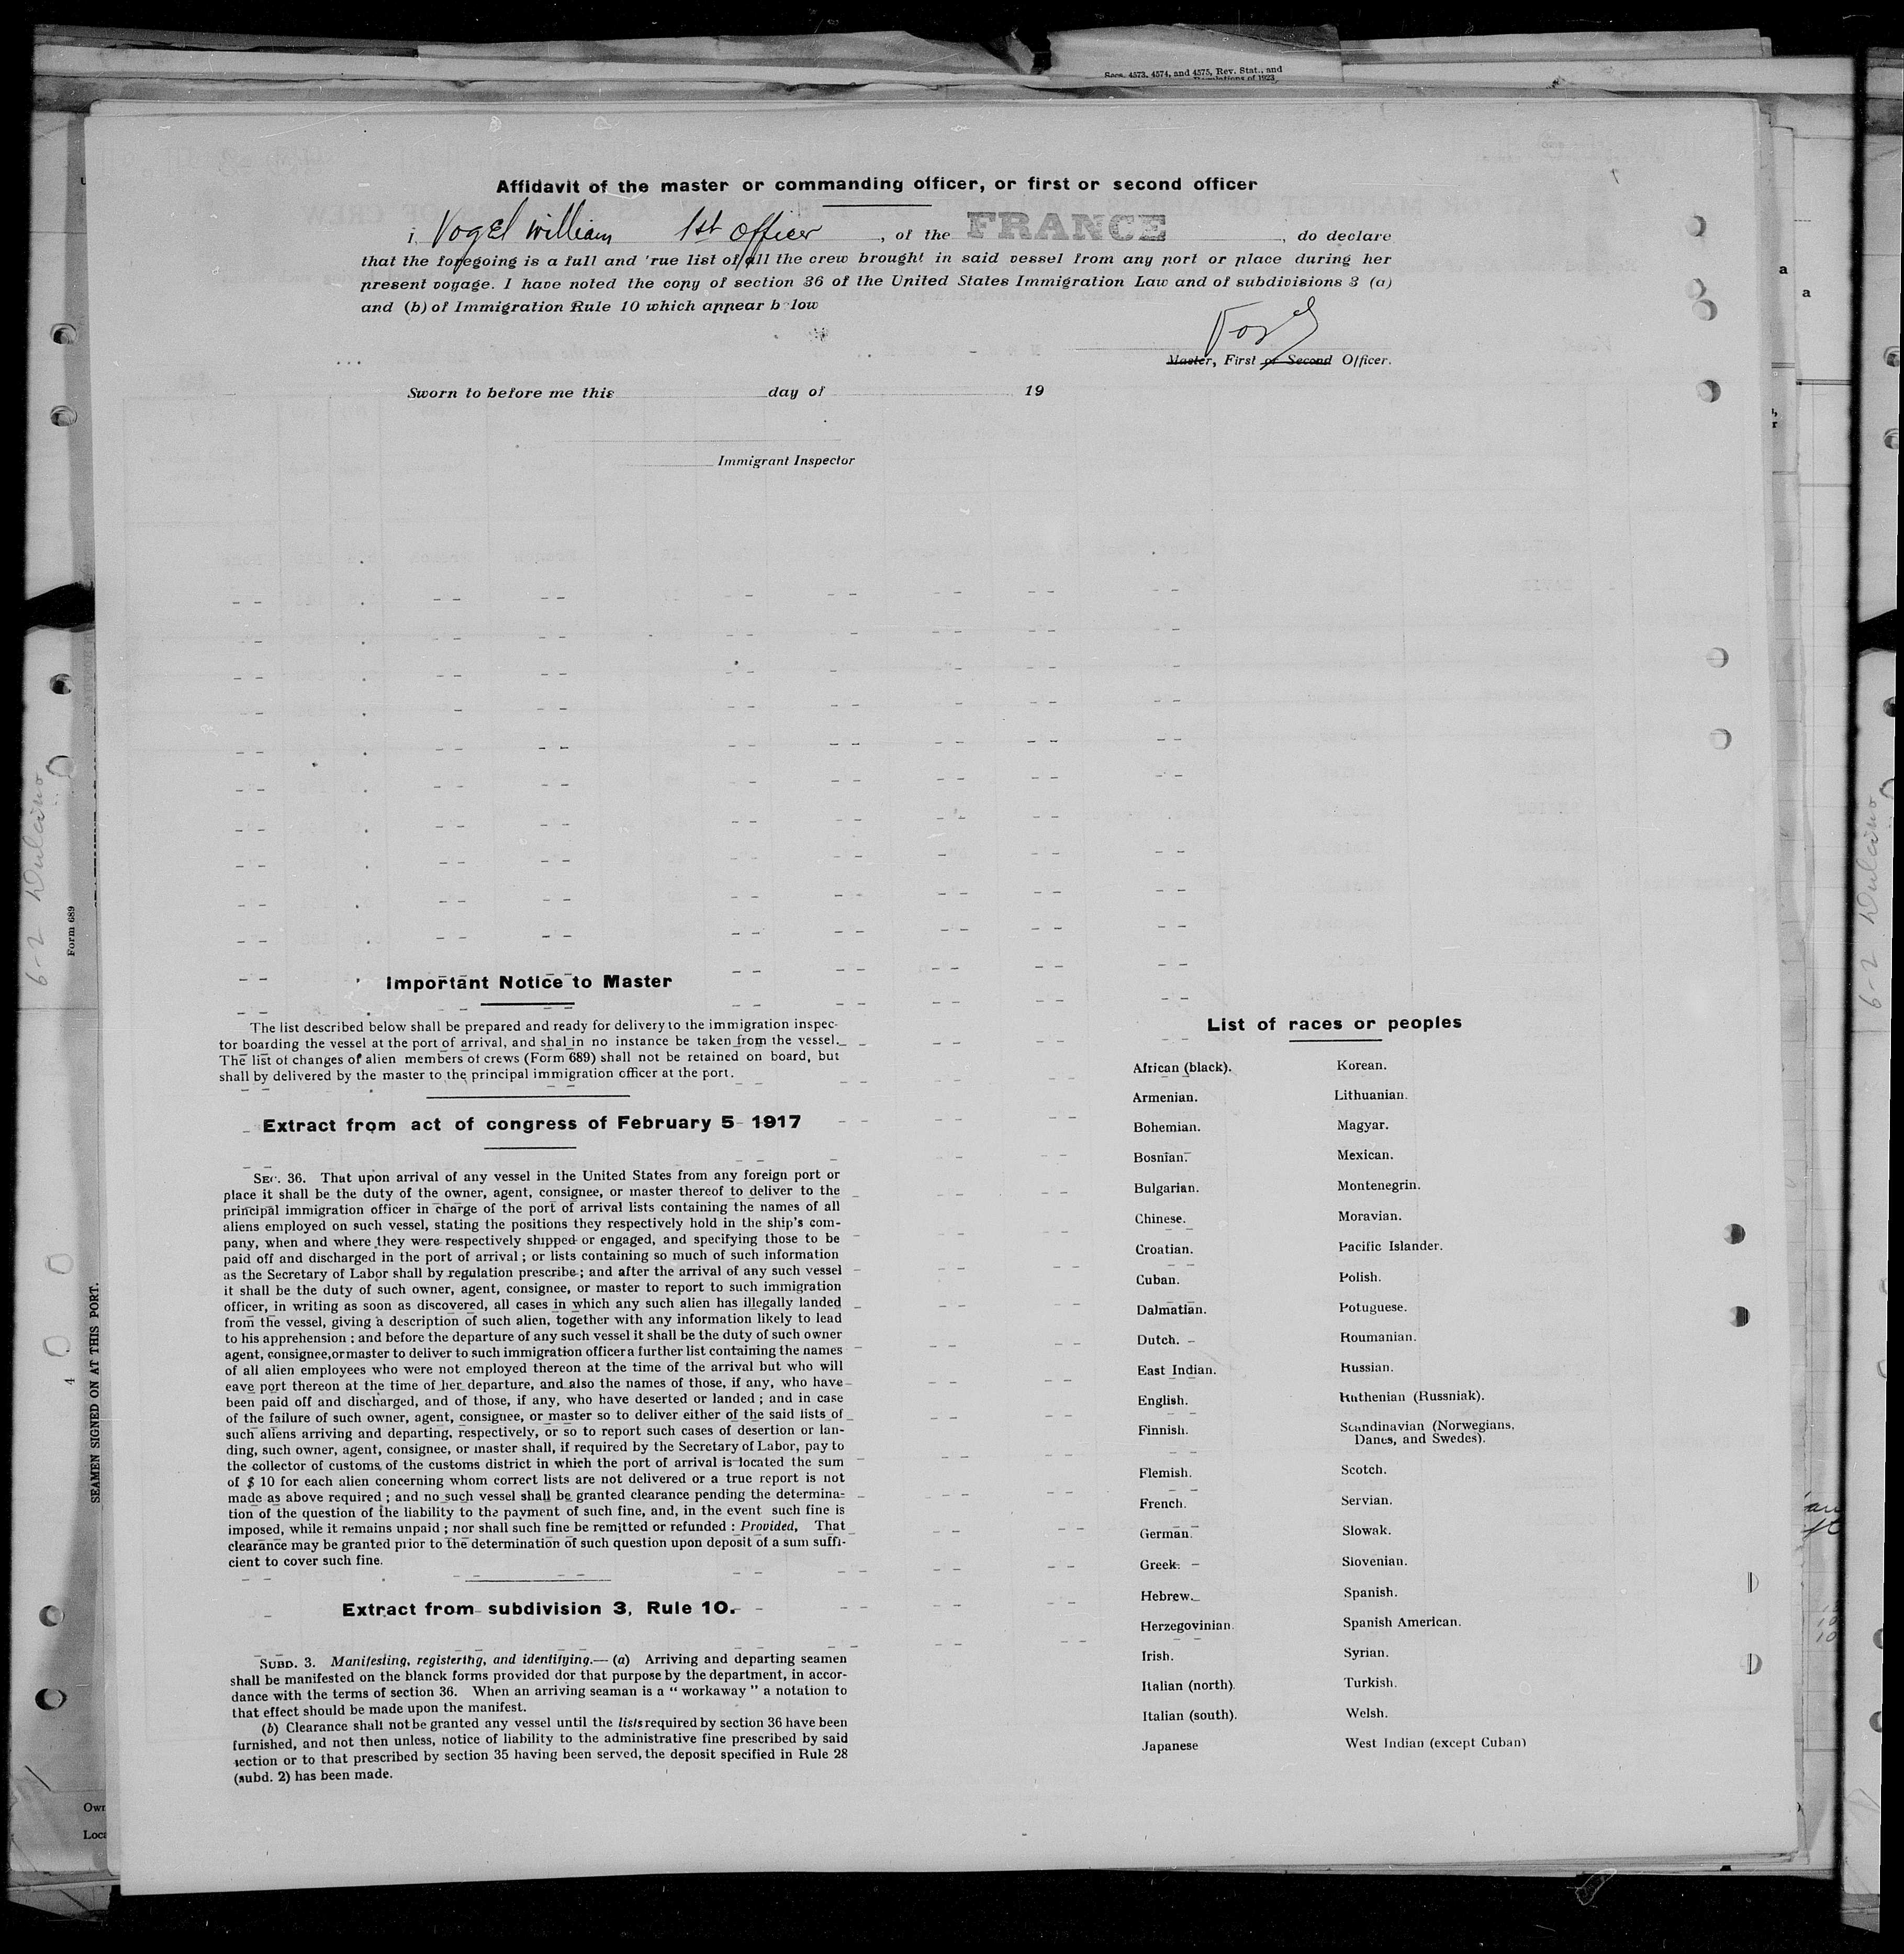 Secs. 4573, 4574, and 4575, Rev. Stat., and
Regulations of 1923
Affidavit of the master or commanding officer, or first or second officer
i, Vogel William 1st officer, of the FRANCE, do declare
that the foregoing is a full and rue list of all the crew brought in said vessel from any port or place during her
present voyage. I have noted the copy of section 36 of the United States Immigration Law and of subdivisions 3 (a)
and (b) of Immigration Rule 10 which appear b low
Vogel
Master, First or Second Officer.
Sworn to before me this day of 19
Immigrant Inspector
Important Notice to Master
The list described below shall be prepared and ready for delivery to the immigration inspec-
tor boarding the vessel at the port of arrival, and shal in no instance be taken from the vessel.
The list of changes of alien members of crews (Form 689) shall not be retained on board, but
shall by delivered by the master to the principal immigration officer at the port.
Extract from act of congress of February 5 1917
SEC. 36. That upon arrival of any vessel in the United States from any foreign port or
place it shall be the duty of the owner, agent, consignee, or master thereof to deliver to the
principal immigration officer in charge of the port of arrival lists containing the names of all
aliens employed on such vessel, stating the positions they respectively hold in the ship's com-
pany, when and where they were respectively shipped or engaged, and specifying those to be
paid off and discharged in the port of arrival ; or lists containing so much of such information
as the Secretary of Labor shall by regulation prescribe ; and after the arrival of any such vessel
it shall be the duty of such owner, agent, consignee, or master to report to such immigration
officer, in writing as soon as discovered, all cases in which any such alien has illegally landed
from the vessel, giving a description of such alien, together with any information likely to lead
to his apprehension ; and before the departure of any such vessel it shall be the duty of such owner
agent, consignee, or master to deliver to such immigration officer a further list containing the names
of all alien employees who were not employed thereon at the time of the arrival but who will
eave port thereon at the time of her departure, and also the names of those, if any, who have
been paid off and discharged, and of those, if any, who have deserted or landed ; and in case
of the failure of such owner, agent, consignee, or master so to deliver either of the said lists of
such aliens arriving and departing, respectively, or so to report such cases of desertion or lan-
ding, such owner, agent, consignee, or master shall, if required by the Secretary of Labor, pay to
the collector of customs of the customs district in which the port of arrival is located the sum
of $ 10 for each alien concerning whom correct lists are not delivered or a true report is not
made as above required ; and no such vessel shall be granted clearance pending the determina-
tion of the question of the liability to the payment of such fine, and, in the event such fine is
imposed, while it remains unpaid ; nor shall such fine be remitted or refunded : Provided, That
clearance may be granted prior to the determination of such question upon deposit of a sum suffi-
cient to cover such fine.
Extract from subdivision 3, Rule 10.
SUBD. 3. Manifesting, registering, and identifying.— (a) Arriving and departing seamen
shall be manifested on the blanck forms provided dor that purpose by the department, in accor-
dance with the terms of section 36. When an arriving seaman is a “ workaway ” a notation to
that effect should be made upon the manifest.
(b) Clearance shall not be granted any vessel until the lists required by section 36 have been
furnished, and not then unless, notice of liability to the administrative fine prescribed by said
section or to that prescribed by section 35 having been served, the deposit specified in Rule 28
(subd. 2) has been made.
List of races or peoples
African (black).
Armenian.
Bohemian.
Bosnian.
Bulgarian.
Chinese.
Croatian.
Cuban.
Dalmatian.
Dutch.
East Indian.
English.
Finnish.
Flemish.
French.
German.
Greek.
Hebrew.
Herzegovinian.
Irish.
Italian (north).
Italian (south).
Japanese
Korean.
Lithuanian.
Magyar.
Mexican.
Montenegrin.
Moravian.
Pacific Islander.
Polish.
Potuguese.
Roumanian.
Russian.
Ruthenian (Russniak).
Scandinavian (Norwegians,
Danes, and Swedes).
Scotch.
Servian.
Slowak.
Slovenian.
Spanish.
Spanish American.
Syrian.
Turkish.
Welsh.
West Indian (except Cuban)
Form 689
SEAMEN SIGNED ON AT THIS PORT.